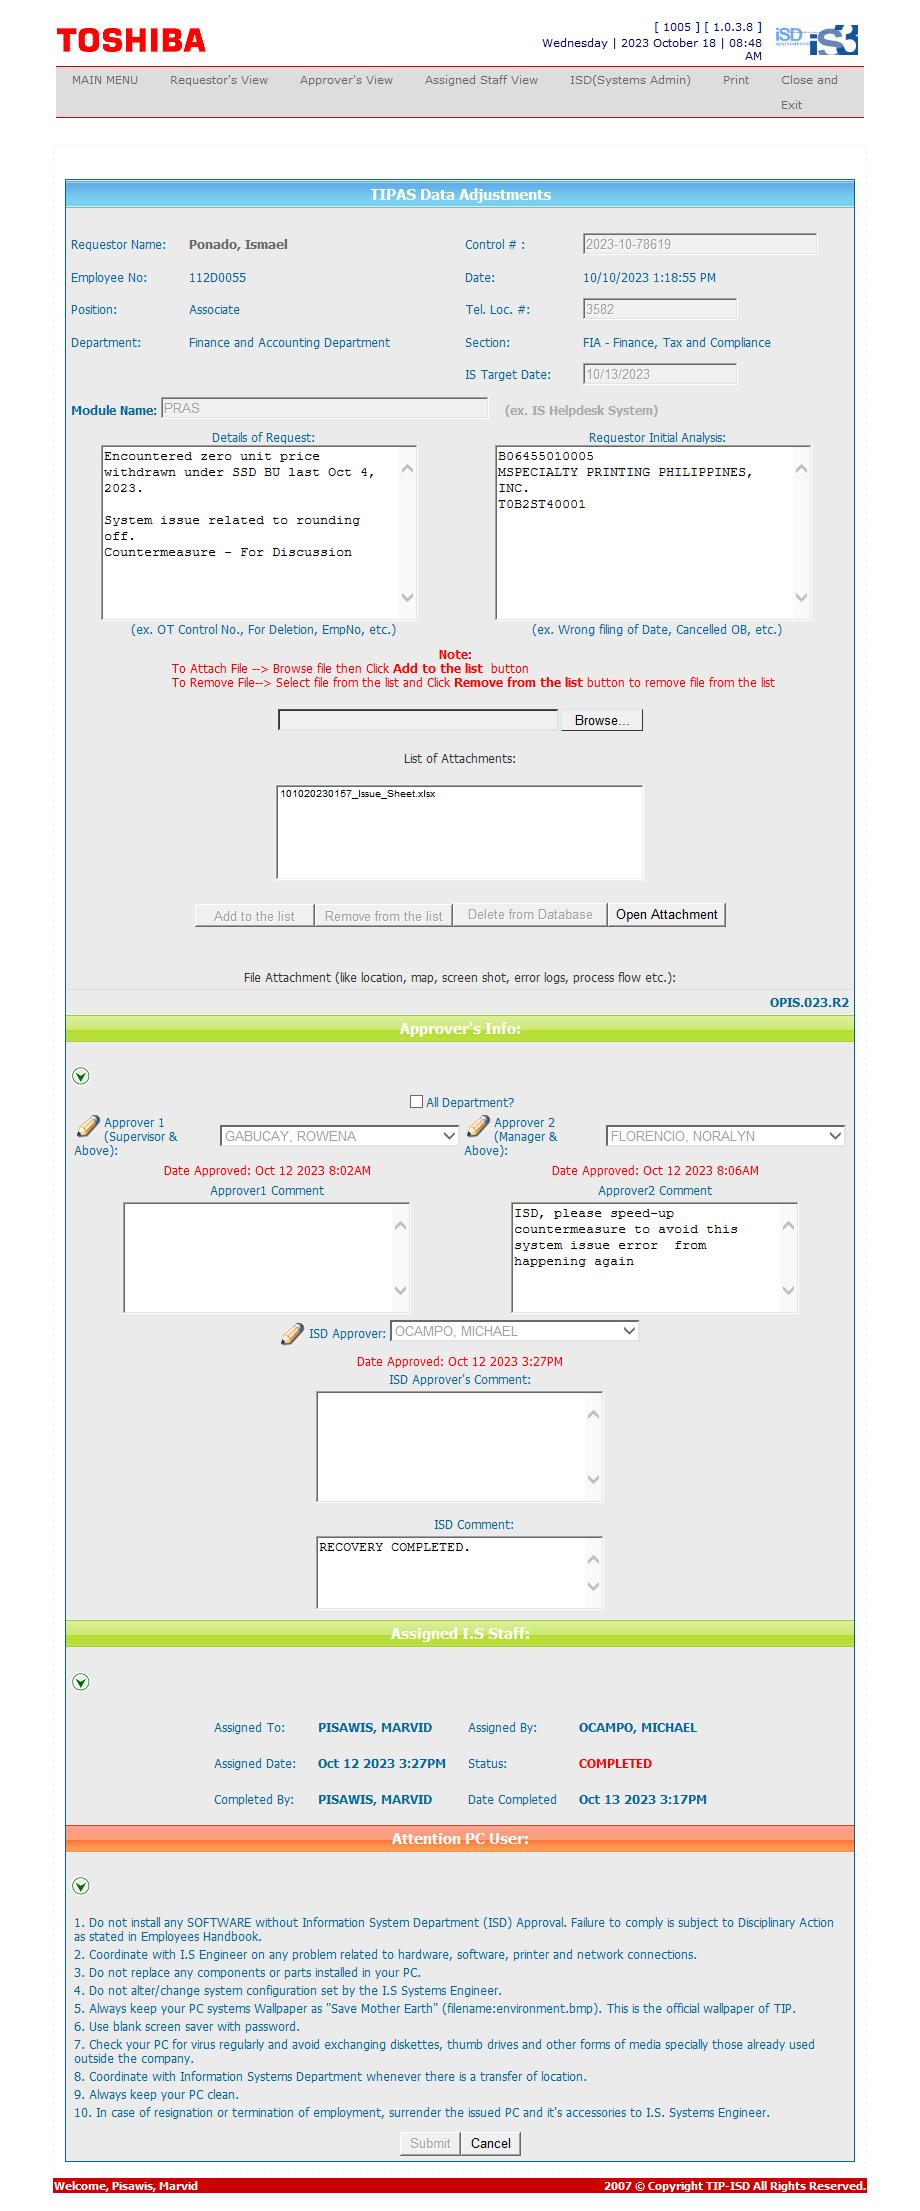 TOSHIBA
[ 1005 ] [ 1.0.3.8 ]
Wednesday | 2023 October 18 | 08:48
AM
MAIN MENU Requestor's View Approver's View Assigned Staff View ISD(Systems Admin) Print Close and
Exit
TIPAS Data Adjustments
Requestor Name: Ponado, Ismael Control # : 2023-10-78619
Employee No: 112D0055 Date: 10/10/2023 1:18:55 PM
Position: Associate Tel. Loc. #: 3582
Department: Finance and Accounting Department Section: FIA - Finance, Tax and Compliance
IS Target Date: 10/13/2023
Module Name: PRAS (ex. IS Helpdesk System)
Details of Request: Requestor Initial Analysis:
Encountered zero unit price
withdrawn under SSD BU last Oct 4,
2023.
System issue related to rounding
off.
Countermeasure - For Discussion
B06455010005
MSPECIALTY PRINTING PHILIPPINES,
INC.
T0B2ST40001
(ex. OT Control No., For Deletion, EmpNo, etc.) (ex. Wrong filing of Date, Cancelled OB, etc.)
Note:
To Attach File --> Browse file then Click Add to the list button
To Remove File--> Select file from the list and Click Remove from the list button to remove file from the list
Browse...
List of Attachments:
101020230157_Issue_Sheet.xlsx
Add to the list Remove from the list Delete from Database Open Attachment
File Attachment (like location, map, screen shot, error logs, process flow etc.):
OPIS.023.R2
Approver's Info:
All Department?
Approver 1
(Supervisor &
Above):
GABUCAY, ROWENA
Approver 2
(Manager &
Above):
FLORENCIO, NORALYN
Date Approved: Oct 12 2023 8:02AM Date Approved: Oct 12 2023 8:06AM
Approver1 Comment Approver2 Comment
ISD, please speed-up
countermeasure to avoid this
system issue error from
happening again
ISD Approver: OCAMPO, MICHAEL
Date Approved: Oct 12 2023 3:27PM
ISD Approver's Comment:
ISD Comment:
RECOVERY COMPLETED.
Assigned I.S Staff:
Assigned To: PISAWIS, MARVID Assigned By: OCAMPO, MICHAEL
Assigned Date: Oct 12 2023 3:27PM Status: COMPLETED
Completed By: PISAWIS, MARVID Date Completed Oct 13 2023 3:17PM
Attention PC User:
1. Do not install any SOFTWARE without Information System Department (ISD) Approval. Failure to comply is subject to Disciplinary Action
as stated in Employees Handbook.
2. Coordinate with I.S Engineer on any problem related to hardware, software, printer and network connections.
3. Do not replace any components or parts installed in your PC.
4. Do not alter/change system configuration set by the I.S Systems Engineer.
5. Always keep your PC systems Wallpaper as "Save Mother Earth" (filename:environment.bmp). This is the official wallpaper of TIP.
6. Use blank screen saver with password.
7. Check your PC for virus regularly and avoid exchanging diskettes, thumb drives and other forms of media specially those already used
outside the company.
8. Coordinate with Information Systems Department whenever there is a transfer of location.
9. Always keep your PC clean.
10. In case of resignation or termination of employment, surrender the issued PC and it's accessories to I.S. Systems Engineer.
Submit Cancel
Welcome, Pisawis, Marvid 2007 © Copyright TIP-ISD All Rights Reserved.